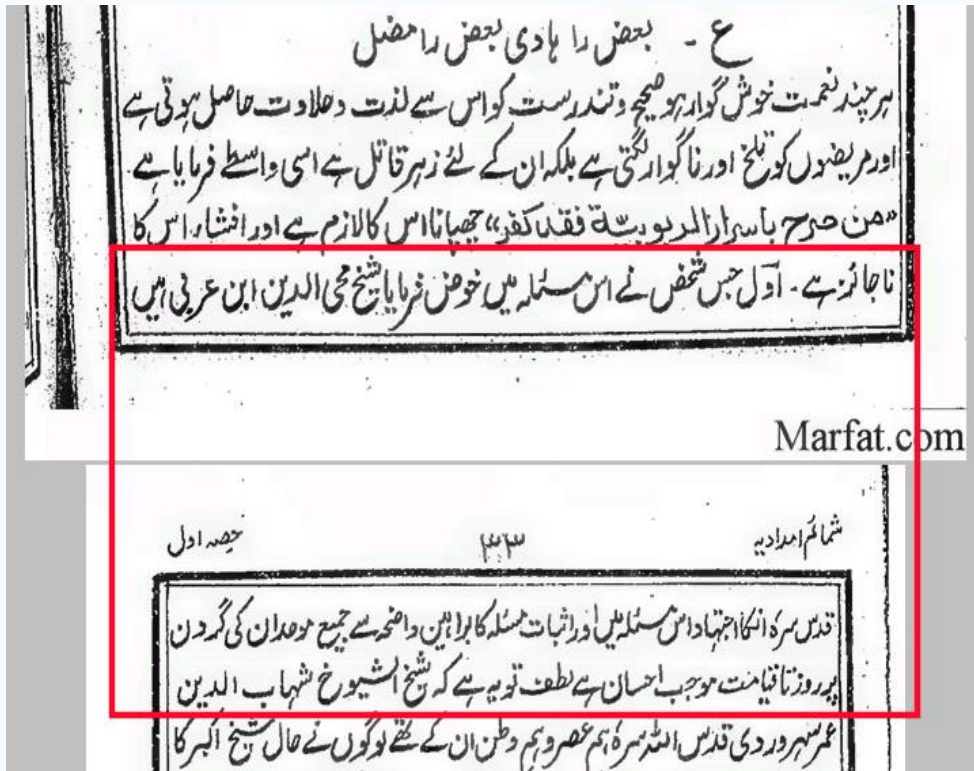 ع - بعض را ہادی بعض را مضل
ہر چند نعمت خوش گوار ہو صحیح و تندرست کو اس سے لذت و حلاوت حاصل ہوتی ہے
اور مریضوں کو تلخ اور ناگوار لگتی ہے بلکہ ان کے لئے زہر قاتل ہے اسی واسطے فرمایا ہے۔
”من صرح باسرار الربوبیۃ فقد کفر“ چھپانا اس کا لازم ہے اور افشاء اس کا
ناجائز ہے۔ اول جس شخص نے اس مسئلہ میں خوض فرمایا شیخ محی الدین ابن عربی ہیں
Marfat.com
شمائم امدادیہ ۳۳ حصہ اول
قدس سرہ انکا اجتہاد اس مسئلہ میں اور اثبات مسئلہ کا براہین واضحہ سے جمیع موحدان کی گردن
پر روز تا قیامت موجب احسان ہے لطف تو یہ ہے کہ شیخ الشیوخ شہاب الدین
عمر سہروردی قدس اللہ سرہ ہم عصر و ہم وطن ان کے تھے لوگوں نے حال شیخ اکبر کا